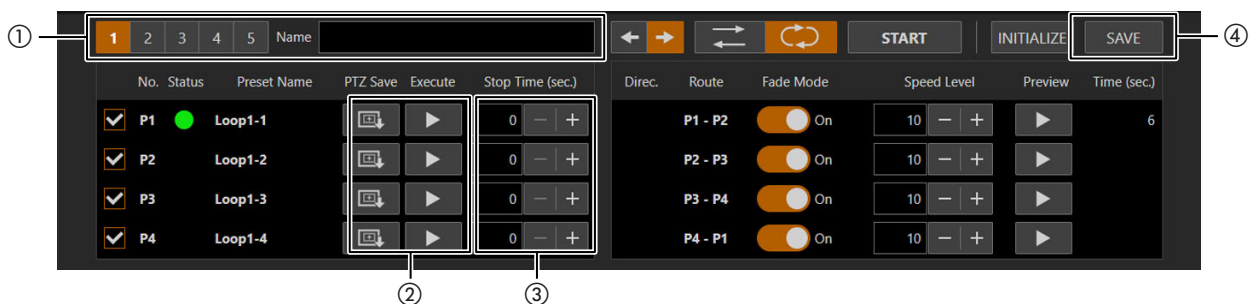 ① 1 2 3 4 5 Name START INITIALIZE SAVE ④
No. Status Preset Name PTZ Save Execute Stop Time (sec.) Direc. Route Fade Mode Speed Level Preview Time (sec.)
P1 Loop1-1 0 − + P1 - P2 On 10 − + 6
P2 Loop1-2 0 − + P2 - P3 On 10 − +
P3 Loop1-3 0 − + P3 - P4 On 10 − +
P4 Loop1-4 0 − + P4 - P1 On 10 − +
② ③